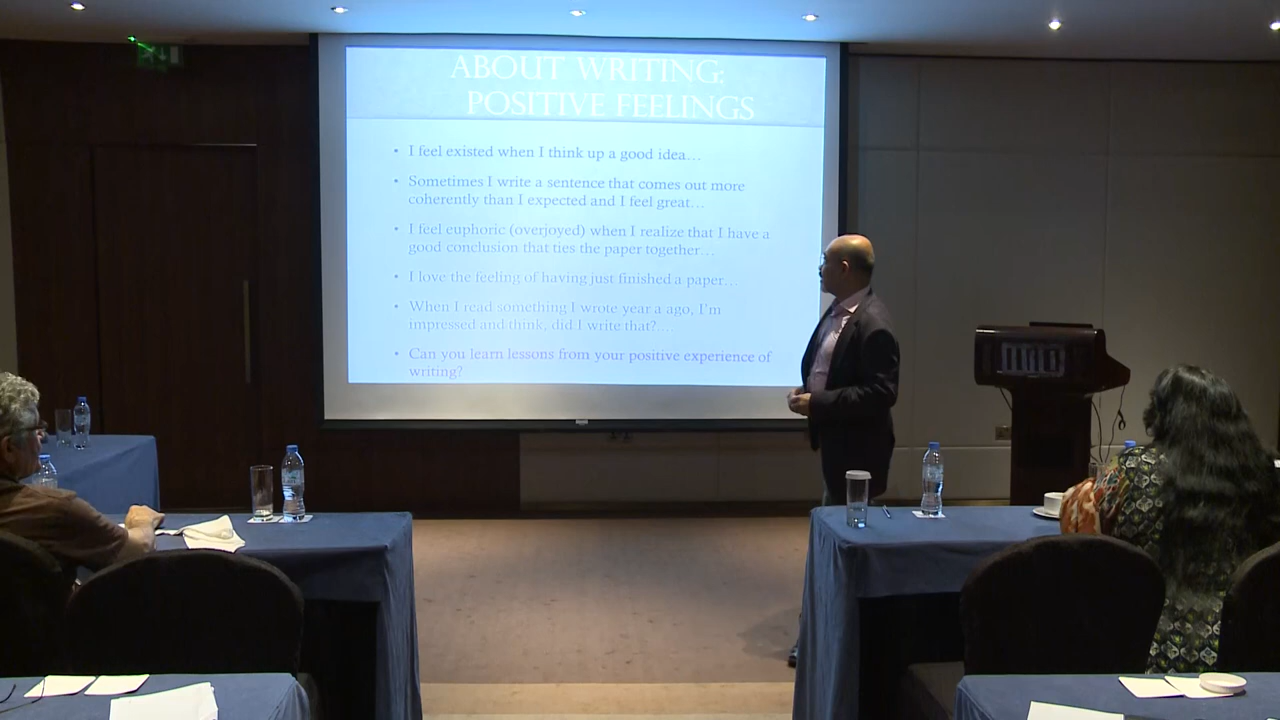 ABOUT WRITING;
POSITIVE FEELINGS
• I feel existed when I think up a good idea…
• Sometimes I write a sentence that comes out more
coherently than I expected and I feel great…
• I feel euphoric (overjoyed) when I realize that I have a
good conclusion that ties the paper together…
• I love the feeling of having just finished a paper…
• When I read something I wrote year a ago, I'm
impressed and think, did I write that?….
• Can you learn lessons from your positive experience of
writing?